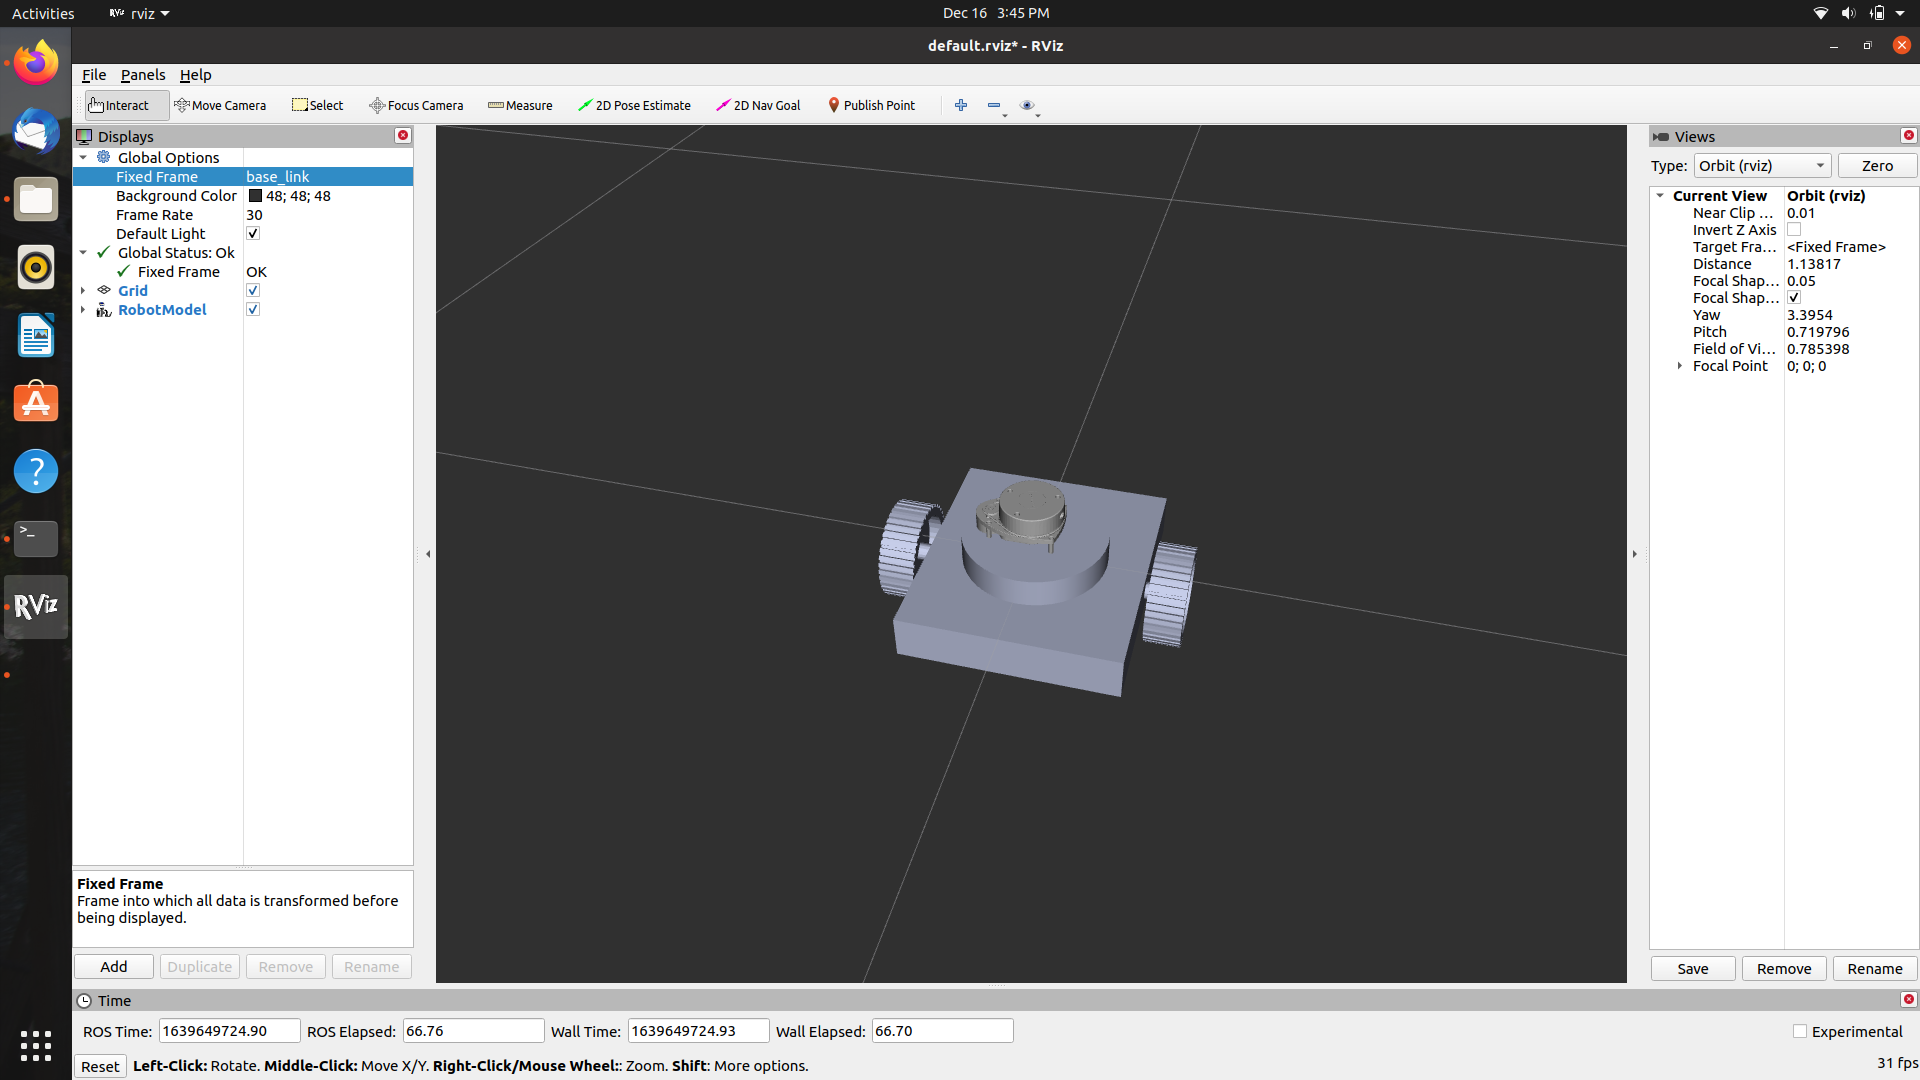 Activities RViz rviz Dec 16 3:45 PM
default.rviz* - RViz
File Panels Help
Interact Move Camera Select Focus Camera Measure 2D Pose Estimate 2D Nav Goal Publish Point
Displays
Global Options
Fixed Frame base_link
Background Color 48; 48; 48
Frame Rate 30
Default Light
Global Status: Ok
Fixed Frame OK
Grid
RobotModel
Fixed Frame
Frame into which all data is transformed before
being displayed.
Add Duplicate Remove Rename
Views
Type: Orbit (rviz) Zero
Current View Orbit (rviz)
Near Clip ... 0.01
Invert Z Axis
Target Fra... <Fixed Frame>
Distance 1.13817
Focal Shap... 0.05
Focal Shap...
Yaw 3.3954
Pitch 0.719796
Field of Vi... 0.785398
Focal Point 0; 0; 0
Save Remove Rename
RViz
Time
ROS Time: 1639649724.90 ROS Elapsed: 66.76 Wall Time: 1639649724.93 Wall Elapsed: 66.70 Experimental
Reset Left-Click: Rotate. Middle-Click: Move X/Y. Right-Click/Mouse Wheel:: Zoom. Shift: More options. 31 fps